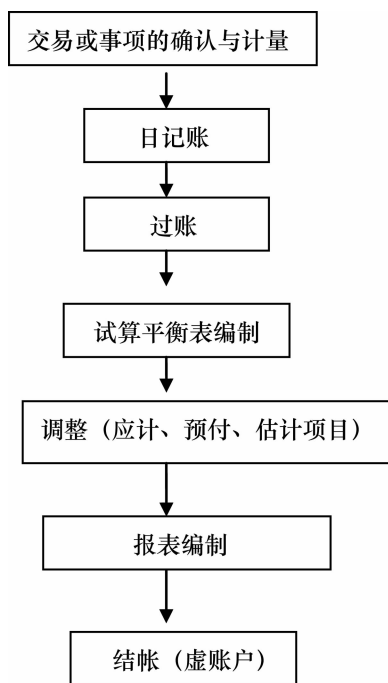 交易或事项的确认与计量
日记账
过账
试算平衡表编制
调整（应计、预付、估计项目）
报表编制
结帐（虚账户）